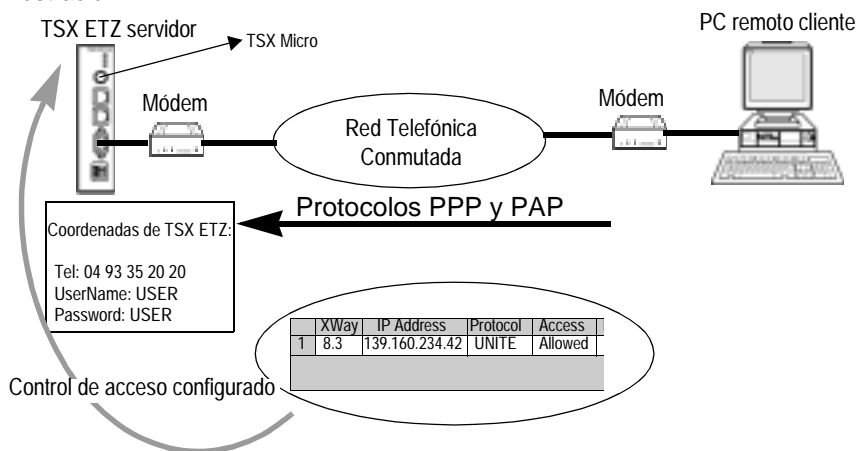 TSX ETZ servidor
TSX Micro
PC remoto cliente
Módem
Módem
Red Telefónica
Conmutada
Protocolos PPP y PAP
Coordenadas de TSX ETZ:
Tel: 04 93 35 20 20
UserName: USER
Password: USER
XWay IP Address Protocol Access
1 8.3 139.160.234.42 UNITE Allowed
Control de acceso configurado